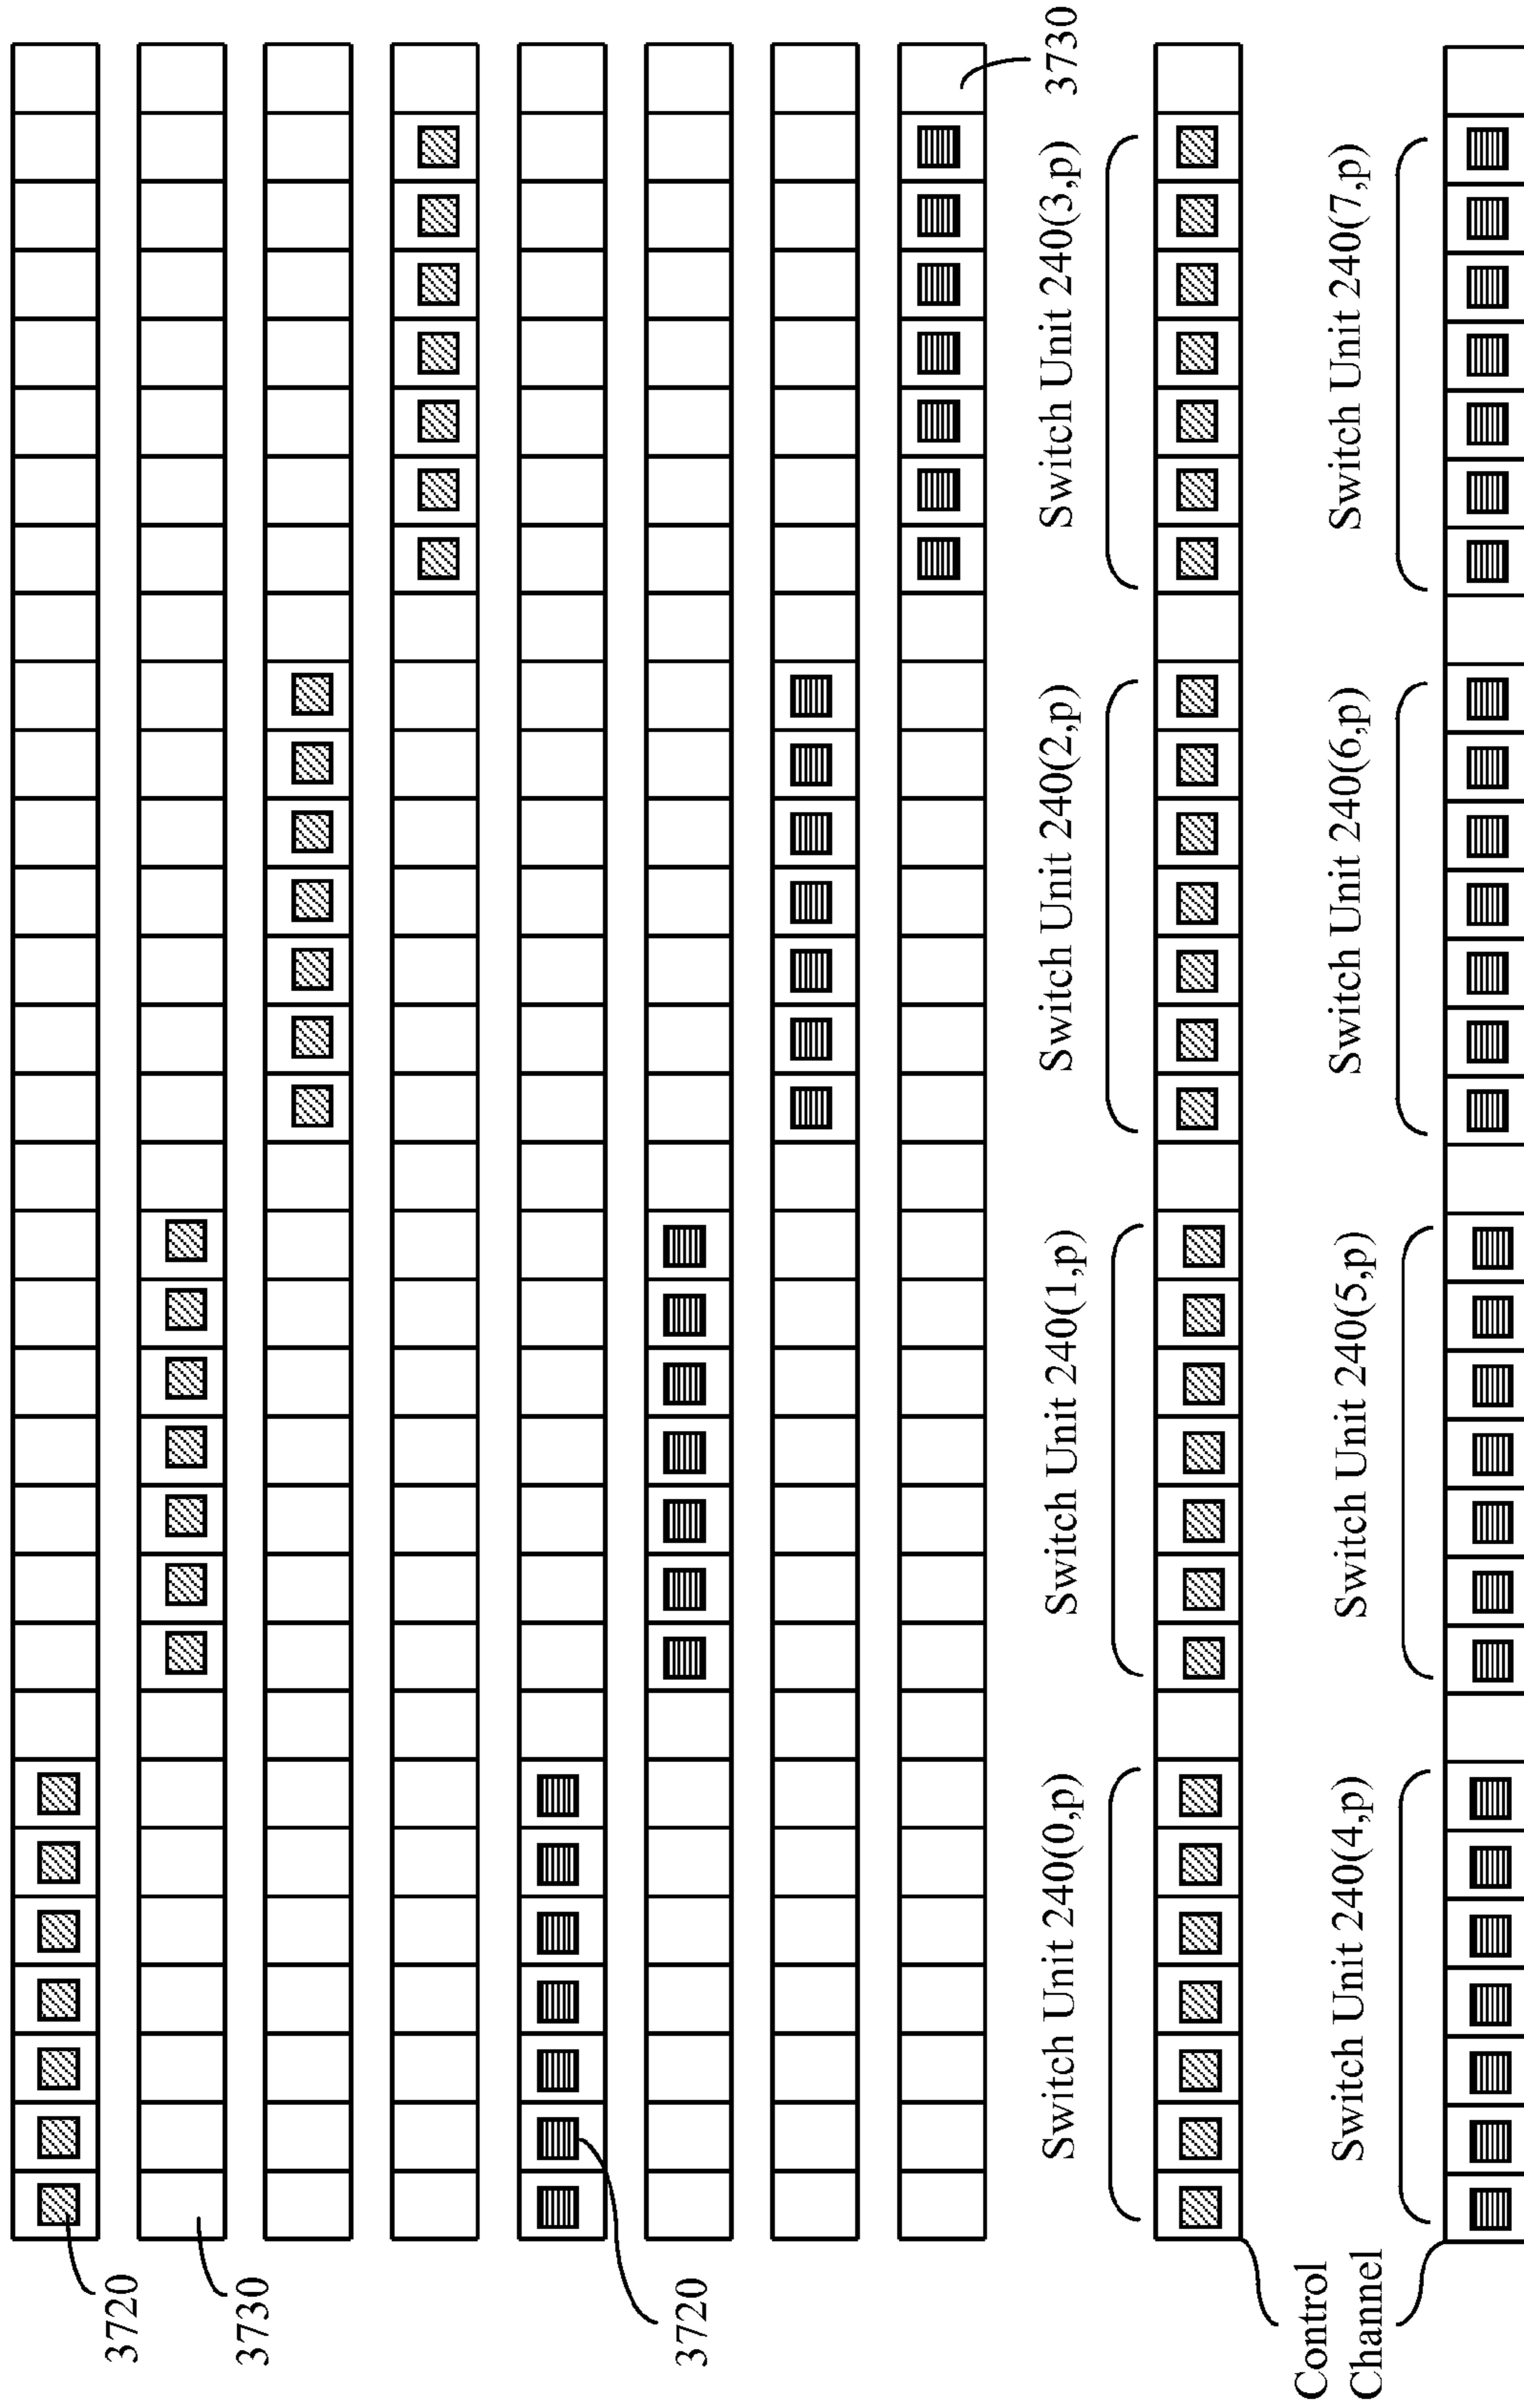 3720
3730
3720
3730
Switch Unit 240(0,p)
Switch Unit 240(1,p)
Switch Unit 240(2,p)
Switch Unit 240(3,p)
Control
Channel
Switch Unit 240(4,p)
Switch Unit 240(5,p)
Switch Unit 240(6,p)
Switch Unit 240(7,p)